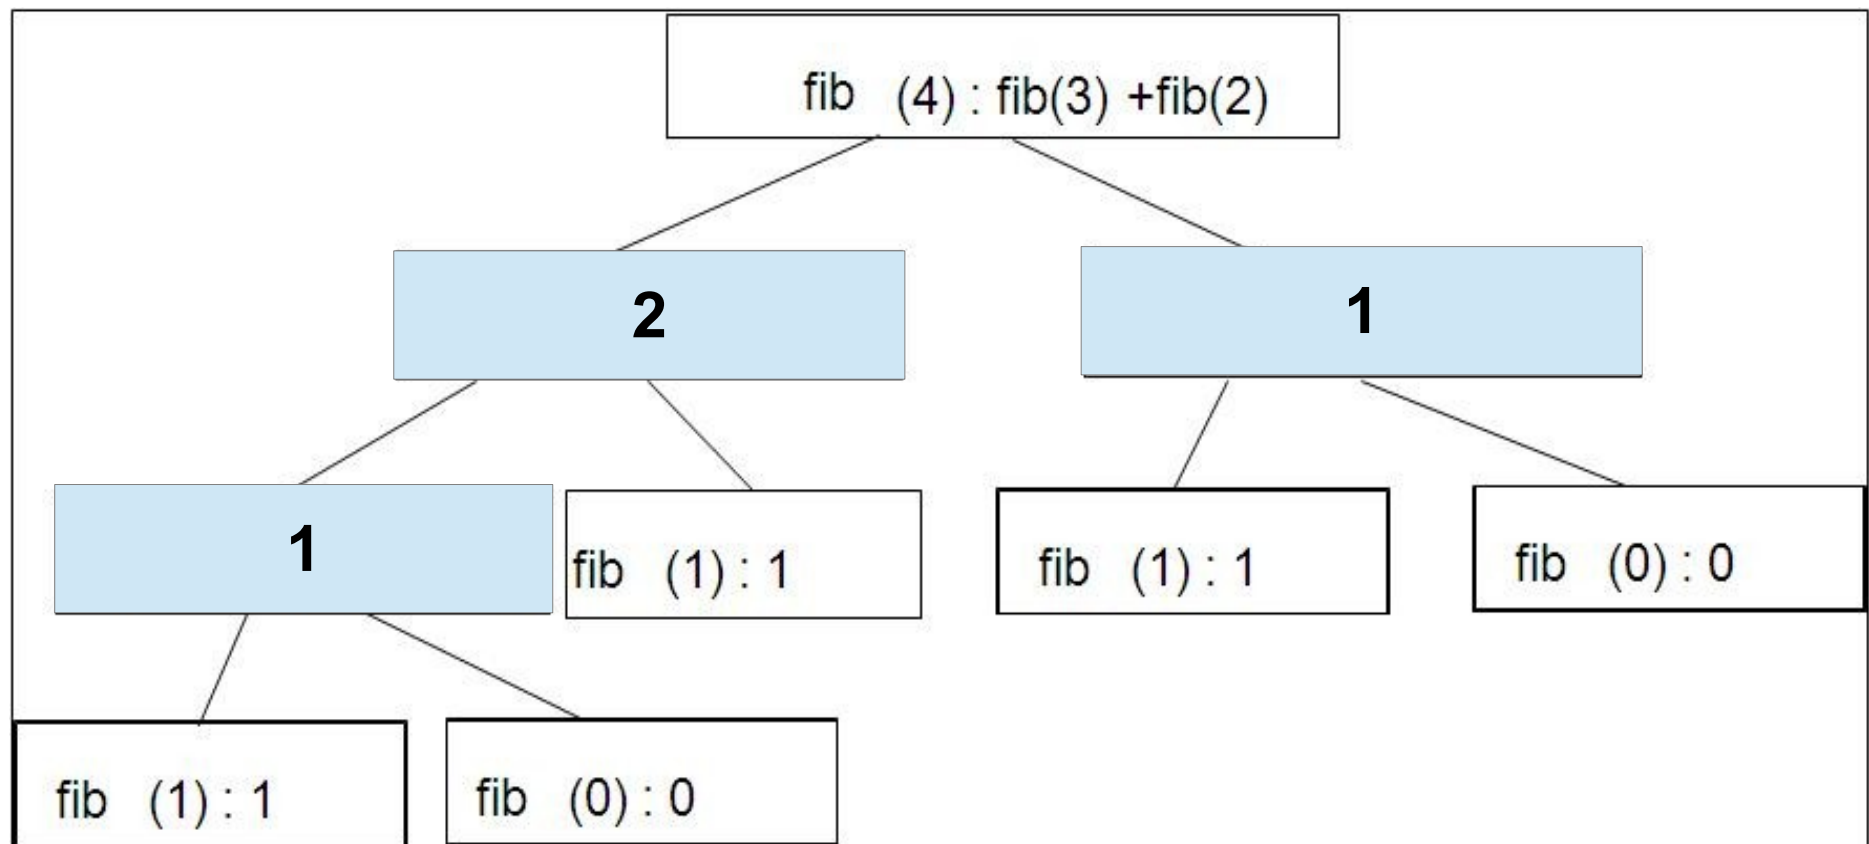 fib (4) : fib(3) +fib(2)
2
1
1
fib (1) : 1
fib (1) : 1
fib (0) : 0
fib (1) : 1
fib (0) : 0